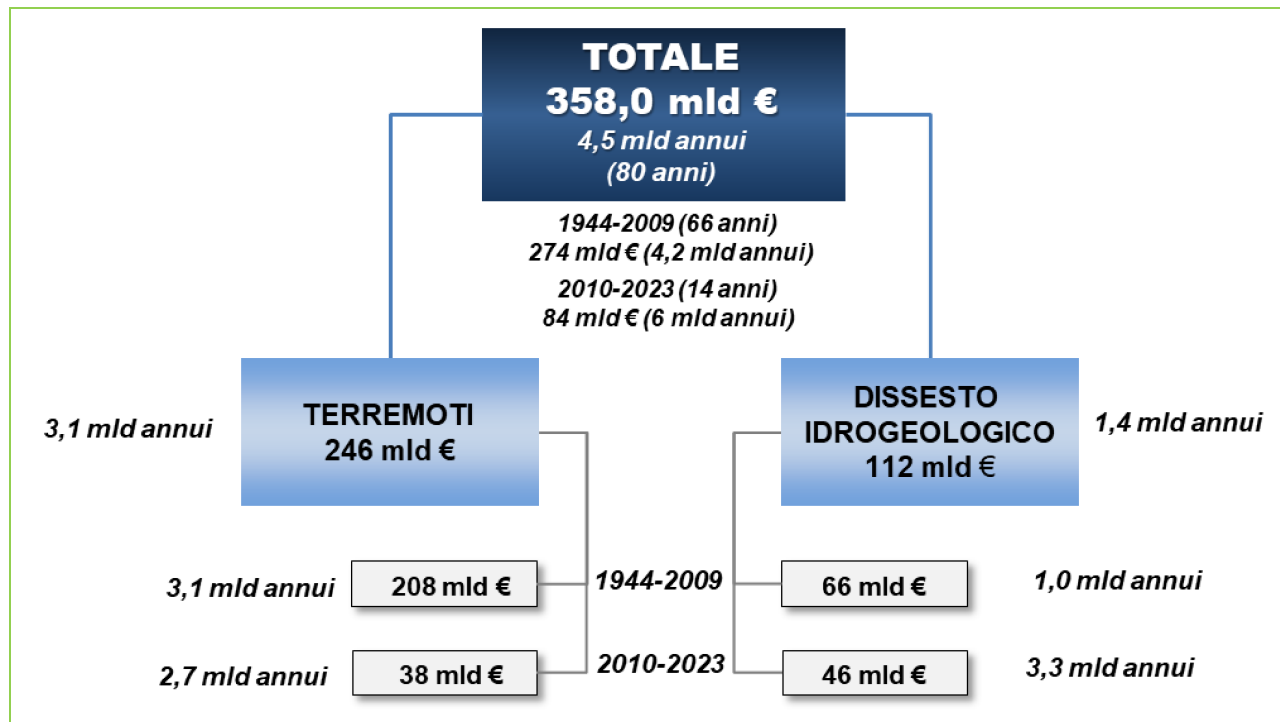 TOTALE
358,0 mld €
4,5 mld annui
(80 anni)
1944-2009 (66 anni)
274 mld € (4,2 mld annui)
2010-2023 (14 anni)
84 mld € (6 mld annui)
3,1 mld annui
TERREMOTI
246 mld €
DISSESTO
IDROGEOLOGICO
112 mld €
1,4 mld annui
3,1 mld annui
208 mld €
1944-2009
66 mld €
1,0 mld annui
2,7 mld annui
38 mld €
2010-2023
46 mld €
3,3 mld annui